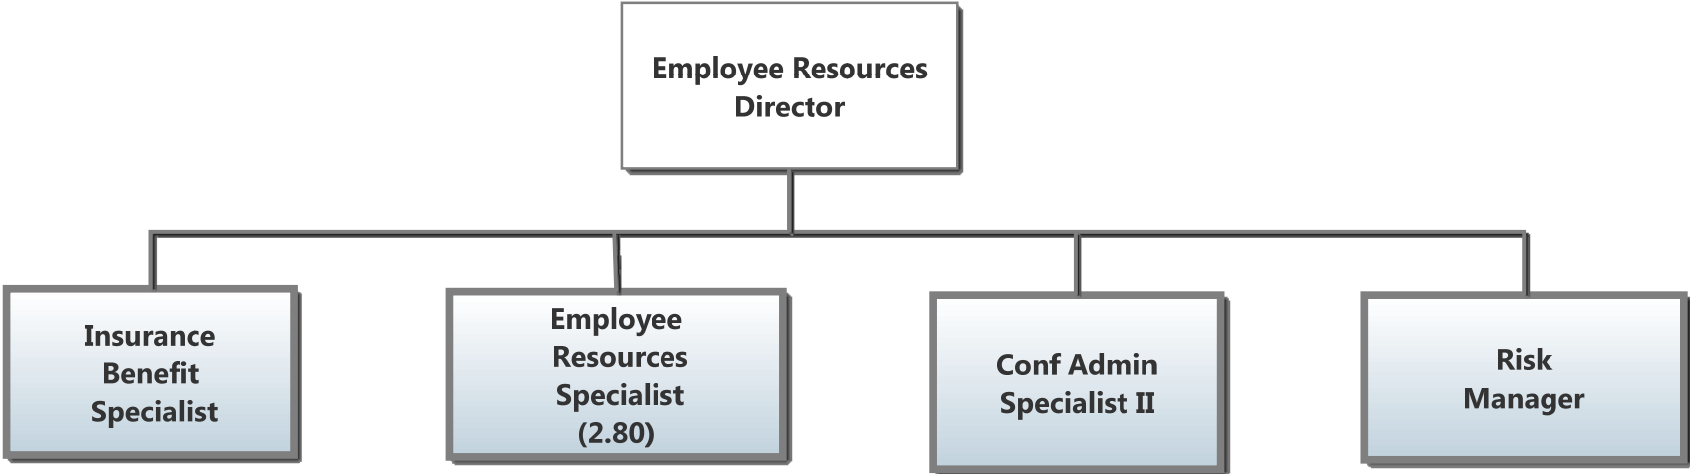 Employee Resources
Director
Insurance
Benefit
Specialist
Employee
Resources
Specialist
(2.80)
Conf Admin
Specialist II
Risk
Manager